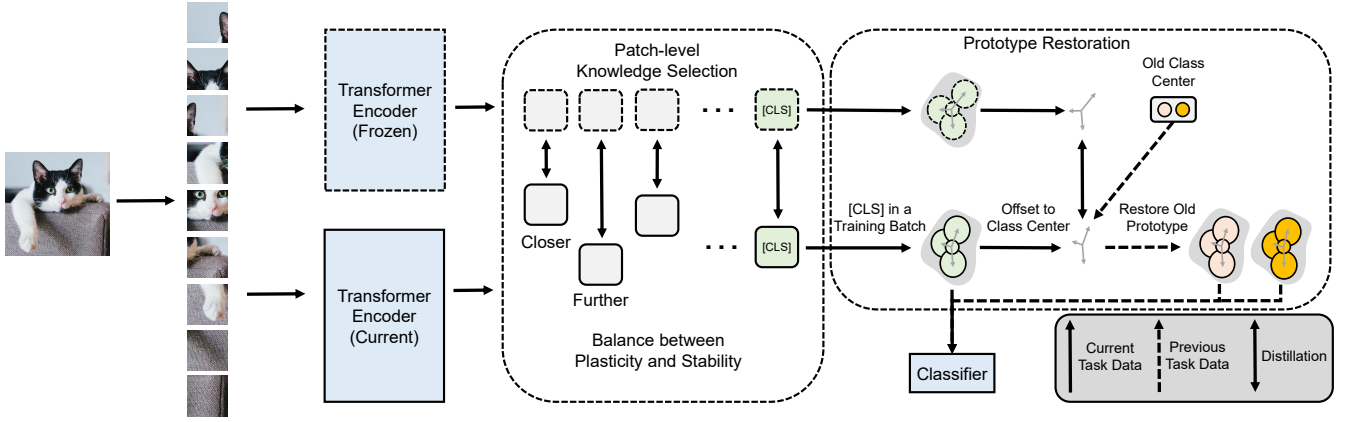 Transformer
Encoder
(Frozen)
Transformer
Encoder
(Current)
Patch-level
Knowledge Selection
[CLS]
Closer
Further
[CLS]
Balance between
Plasticity and Stability
Prototype Restoration
Old Class
Center
[CLS] in a
Training Batch
Offset to
Class Center
Restore Old
Prototype
Classifier
Current
Task Data
Previous
Task Data
Distillation